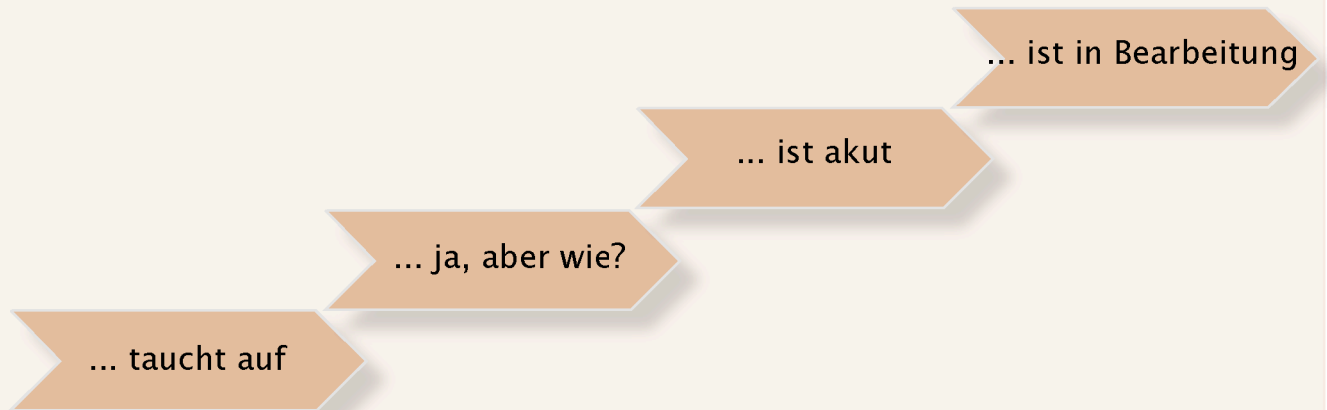 ... ist in Bearbeitung
... ist akut
... ja, aber wie?
... taucht auf